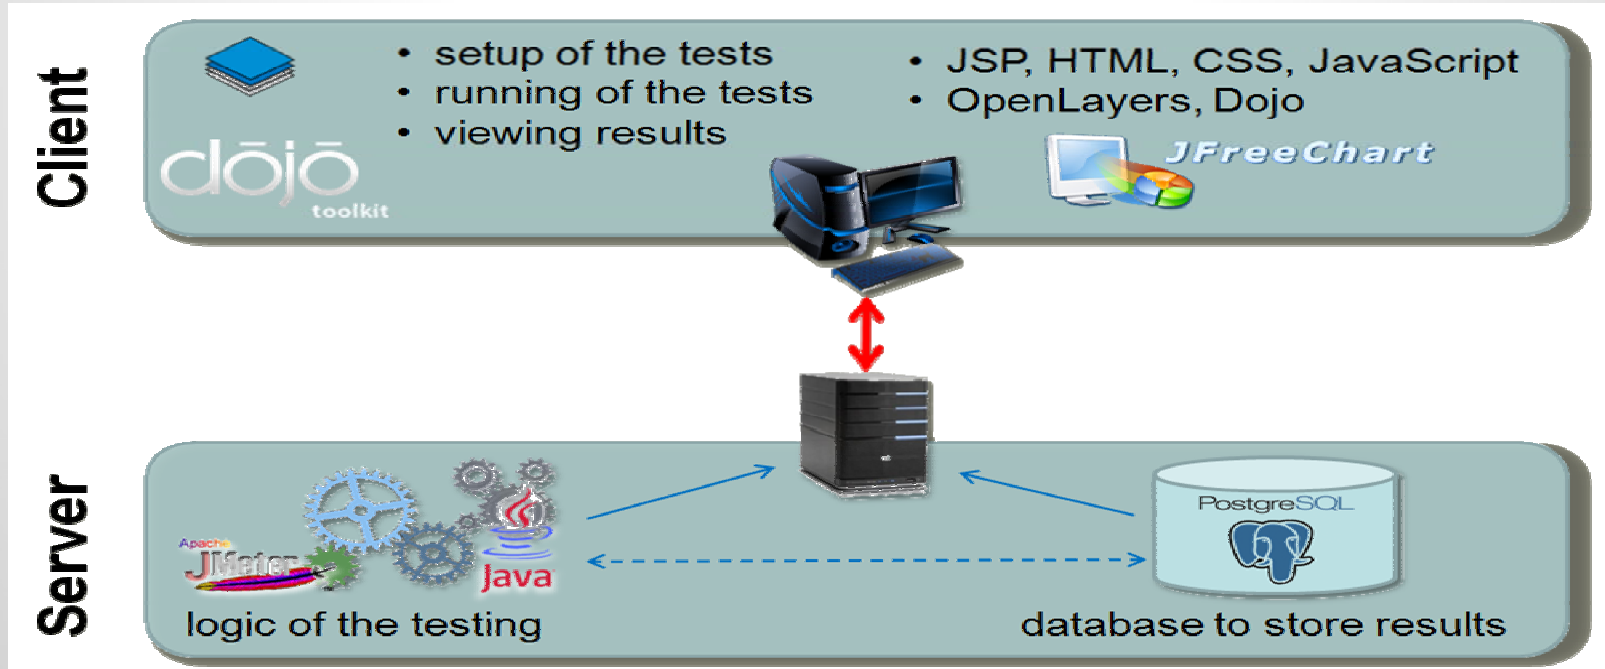 Client
• setup of the tests
• running of the tests
• viewing results
• JSP, HTML, CSS, JavaScript
• OpenLayers, Dojo
dōjō
toolkit
JFreeChart
Server
Apache
JMeter
Java
logic of the testing
PostgreSQL
database to store results